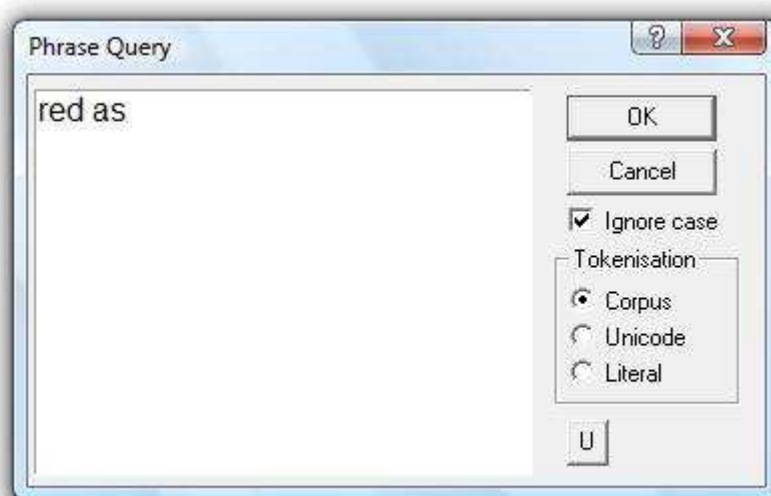 Phrase Query
?
X
red as
OK
Cancel
Ignore case
Tokenisation
Corpus
Unicode
Literal
U